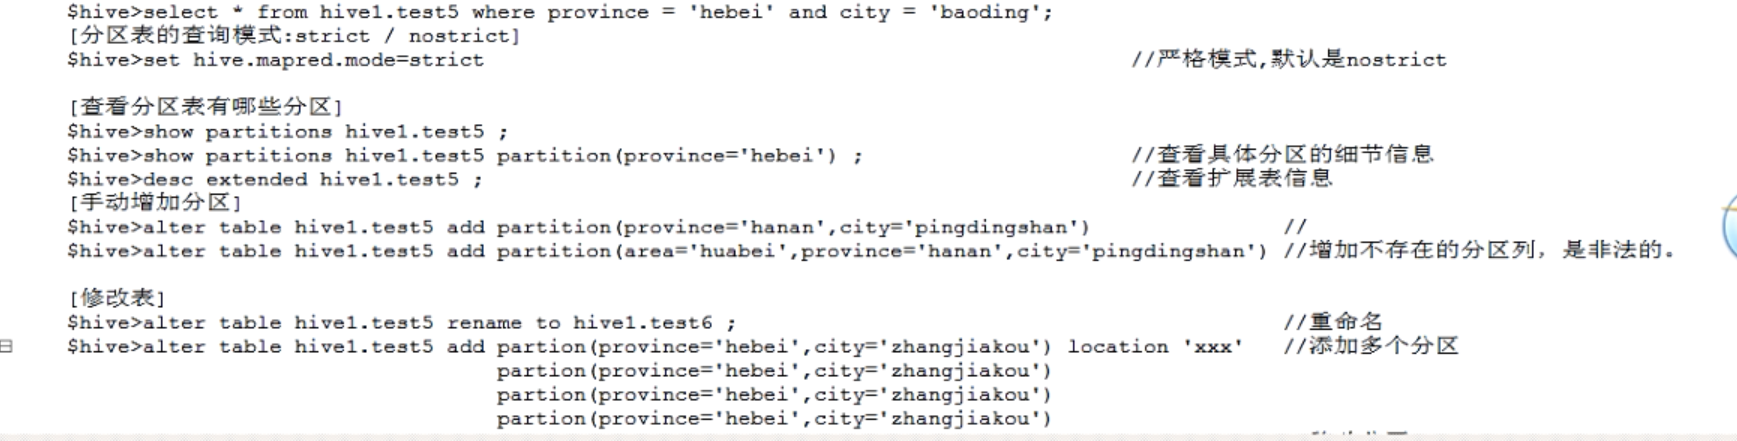 $hive>select * from hive1.test5 where province = 'hebei' and city = 'baoding';
[分区表的查询模式:strict / nostrict]
$hive>set hive.mapred.mode=strict //严格模式,默认是nostrict
[查看分区表有哪些分区]
$hive>show partitions hive1.test5 ;
$hive>show partitions hive1.test5 partition(province='hebei') ; //查看具体分区的细节信息
$hive>desc extended hive1.test5 ; //查看扩展表信息
[手动增加分区]
$hive>alter table hive1.test5 add partition(province='hanan',city='pingdingshan') //
$hive>alter table hive1.test5 add partition(area='huabei',province='hanan',city='pingdingshan') //增加不存在的分区列，是非法的。
[修改表]
$hive>alter table hive1.test5 rename to hive1.test6 ; //重命名
$hive>alter table hive1.test5 add partion(province='hebei',city='zhangjiakou') location 'xxx' //添加多个分区
partion(province='hebei',city='zhangjiakou')
partion(province='hebei',city='zhangjiakou')
partion(province='hebei',city='zhangjiakou')